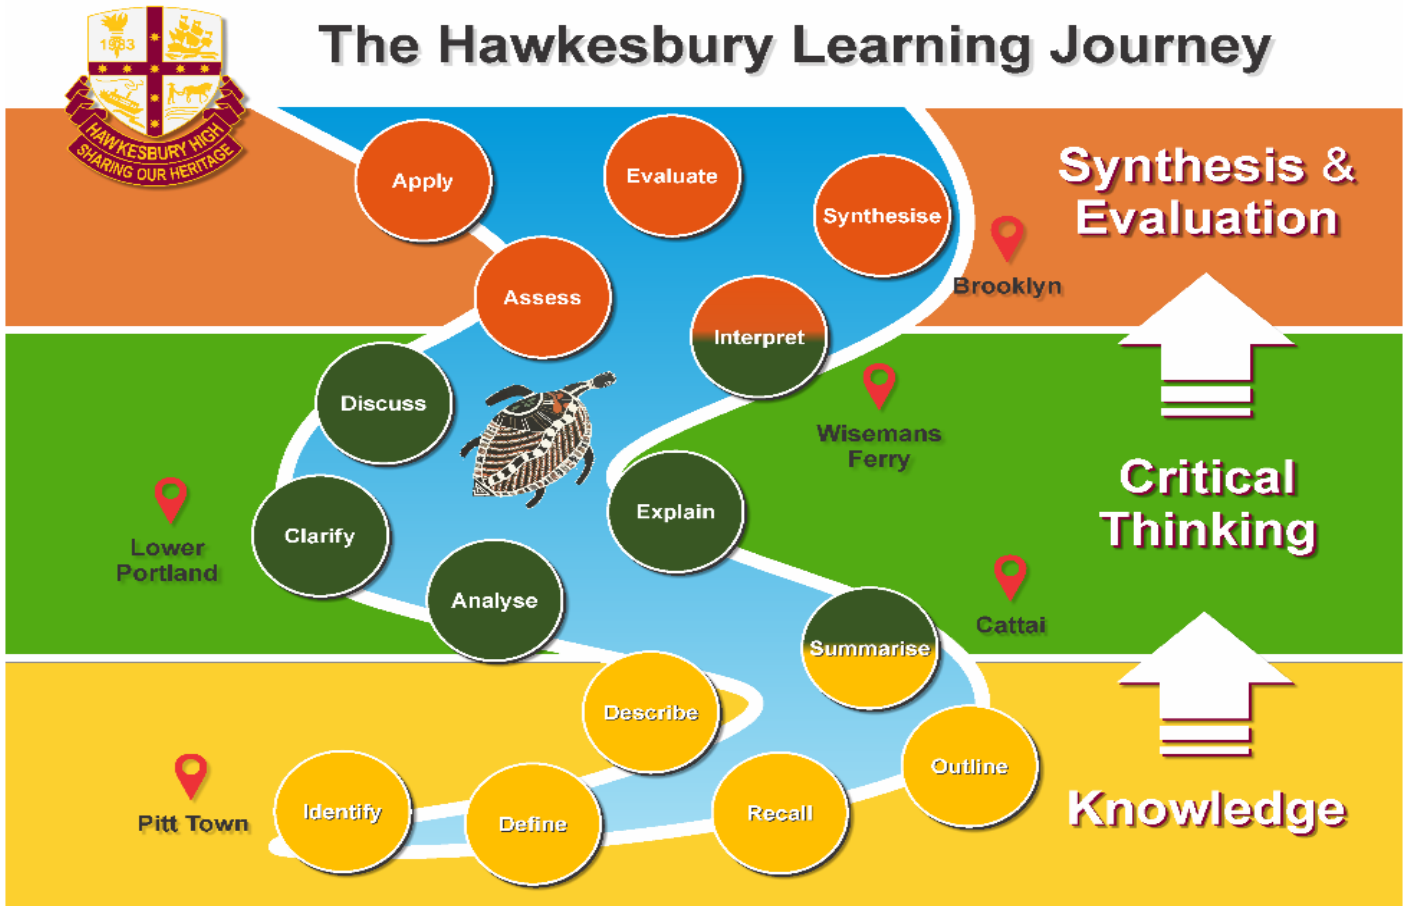 The Hawkesbury Learning Journey
1983
HAWKESBURY HIGH
SHARING OUR HERITAGE
Apply
Evaluate
Synthesise
Synthesis &
Evaluation
Assess
Interpret
Brooklyn
Discuss
Wisemans
Ferry
Clarify
Explain
Critical
Thinking
Lower
Portland
Analyse
Cattai
Summarise
Describe
Outline
Identify
Define
Recall
Knowledge
Pitt Town